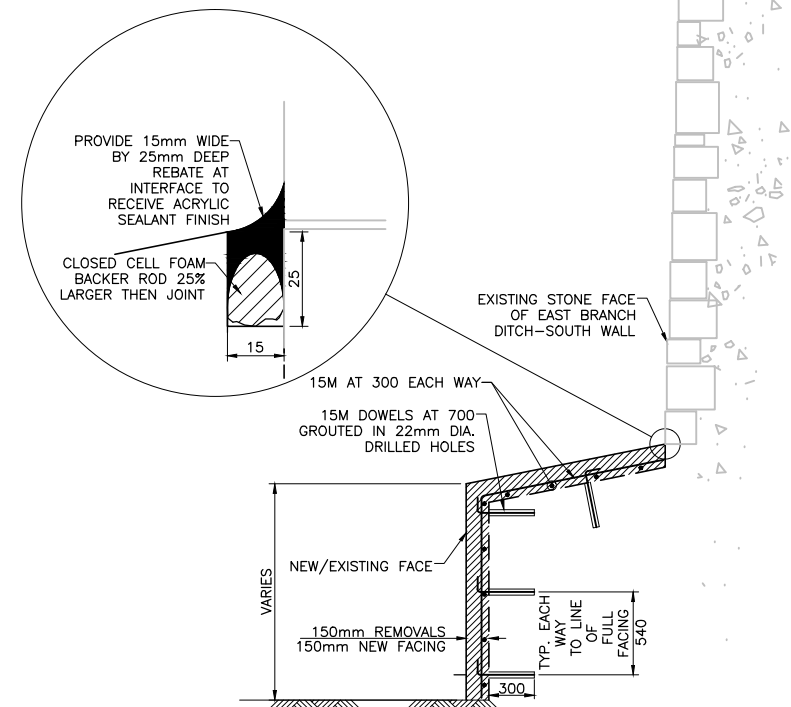 PROVIDE 15mm WIDE
BY 25mm DEEP
REBATE AT
INTERFACE TO
RECEIVE ACRYLIC
SEALANT FINISH
CLOSED CELL FOAM
BACKER ROD 25%
LARGER THEN JOINT
25
15
EXISTING STONE FACE
OF EAST BRANCH
DITCH-SOUTH WALL
15M AT 300 EACH WAY
15M DOWELS AT 700
GROUTED IN 22mm DIA.
DRILLED HOLES
VARIES
NEW/EXISTING FACE
150mm REMOVALS
150mm NEW FACING
TYP. EACH
WAY
TO LINE
OF
FULL
FACING
540
300